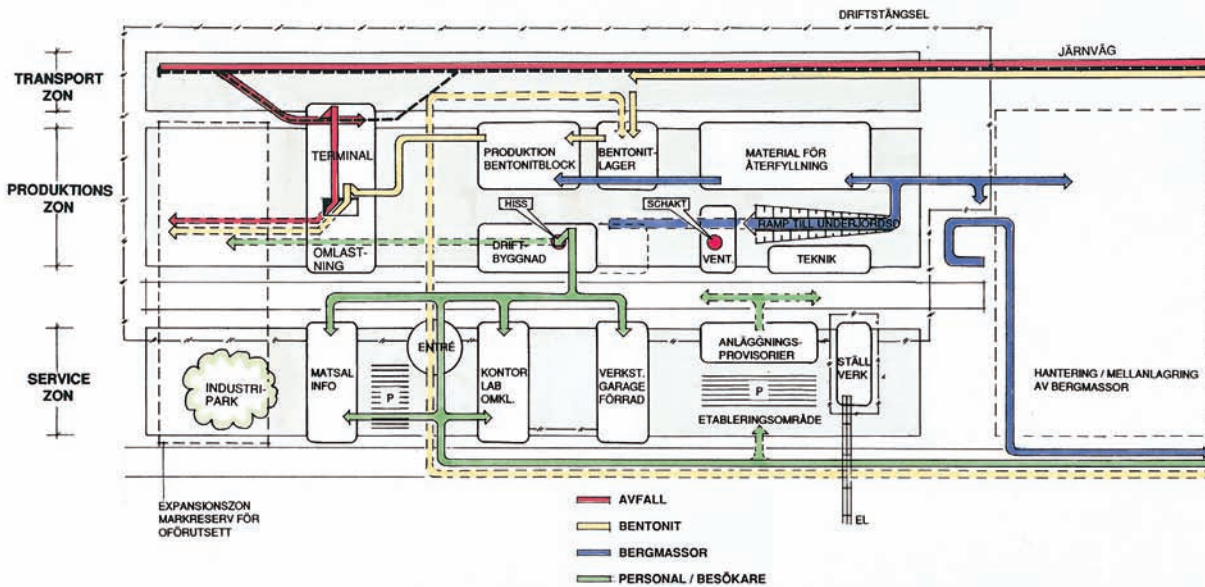 DRIFTSTÄNGSEL
JÄRNVÄG
TRANSPORT
ZON
TERMINAL
PRODUKTION
BENTONITBLOCK
BENTONIT-
LAGER
MATERIAL FÖR
ÅTERFYLLNING
PRODUKTIONS
ZON
HISS
SCHAKT
RAMP TILL UNDERJORDSD
OMLAST-
NING
DRIFT-
BYGGNAD
VENT.
TEKNIK
SERVICE
ZON
INDUSTRI-
PARK
MATSAL
INFO
P
ENTRÉ
KONTOR
LAB
OMKL.
VERKST.
GARAGE
FÖRRAD
ANLÄGGNINGS-
PROVISORIER
P
ETABLERINGSOMRÅDE
STÄLL
VERK
HANTERING / MELLANLAGRING
AV BERGMASSOR
EXPANSIONSZON
MARKRESERV FÖR
OFÖRUTSETT
EL
AVFALL
BENTONIT
BERGMASSOR
PERSONAL / BESÖKARE